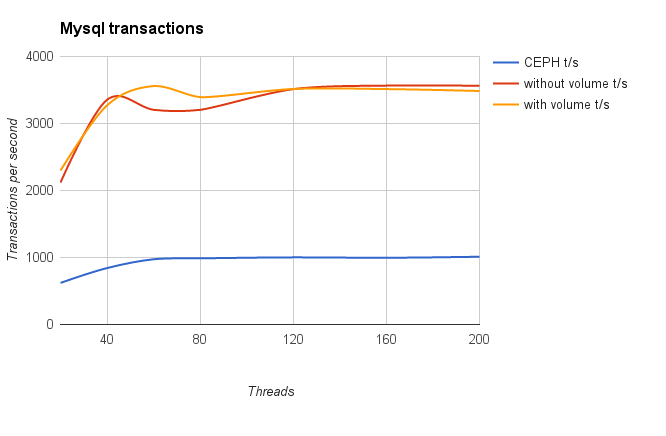 Mysql transactions
4000
3000
2000
1000
0
Transactions per second
40
80
120
160
200
Threads
CEPH t/s
without volume t/s
with volume t/s